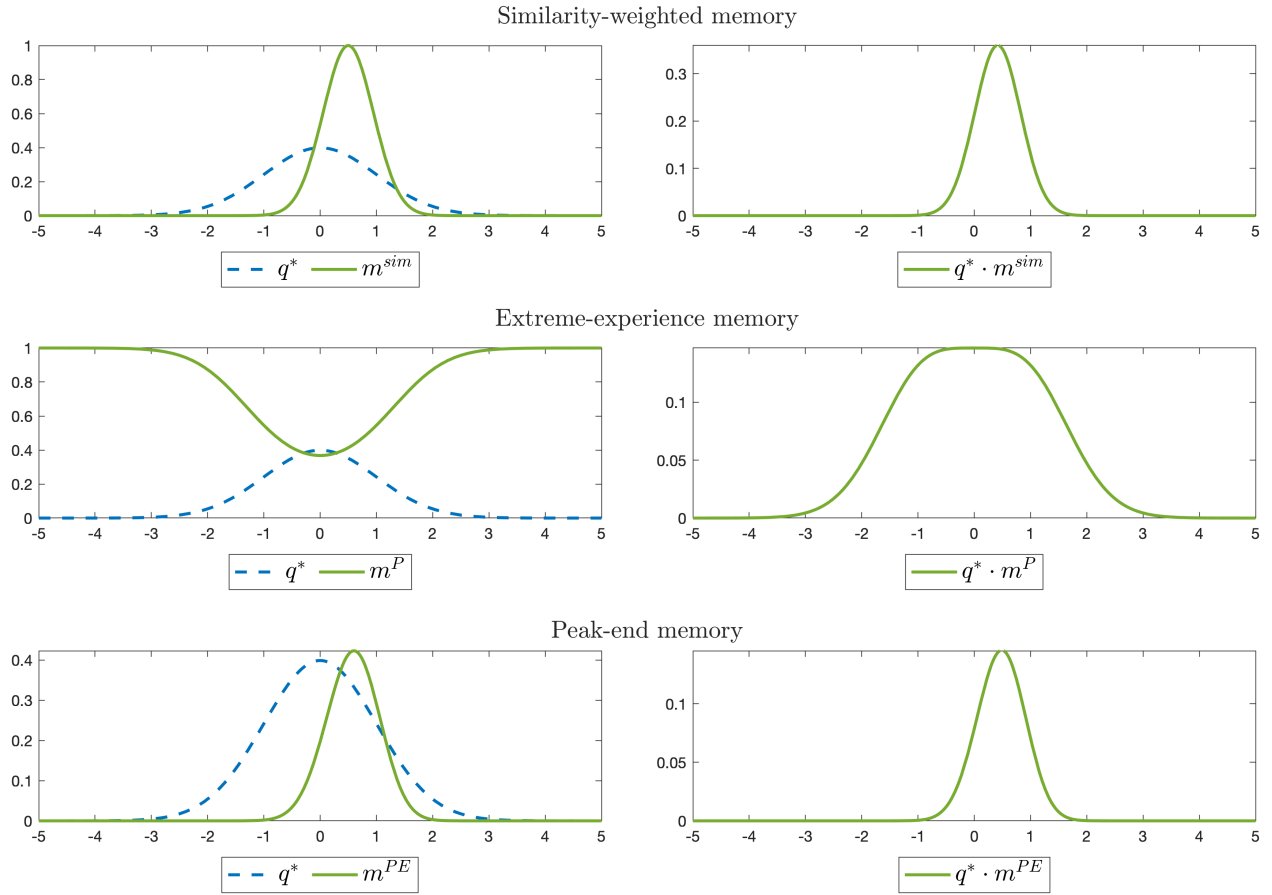 Similarity-weighted memory
1
0.8
0.6
0.4
0.2
0
-5 -4 -3 -2 -1 0 1 2 3 4 5
q* m^{sim}
0.3
0.2
0.1
0
-5 -4 -3 -2 -1 0 1 2 3 4 5
q* · m^{sim}
Extreme-experience memory
1
0.8
0.6
0.4
0.2
0
-5 -4 -3 -2 -1 0 1 2 3 4 5
q* m^{P}
0.1
0.05
0
-5 -4 -3 -2 -1 0 1 2 3 4 5
q* · m^{P}
Peak-end memory
0.4
0.3
0.2
0.1
0
-5 -4 -3 -2 -1 0 1 2 3 4 5
q* m^{PE}
0.1
0.05
0
-5 -4 -3 -2 -1 0 1 2 3 4 5
q* · m^{PE}